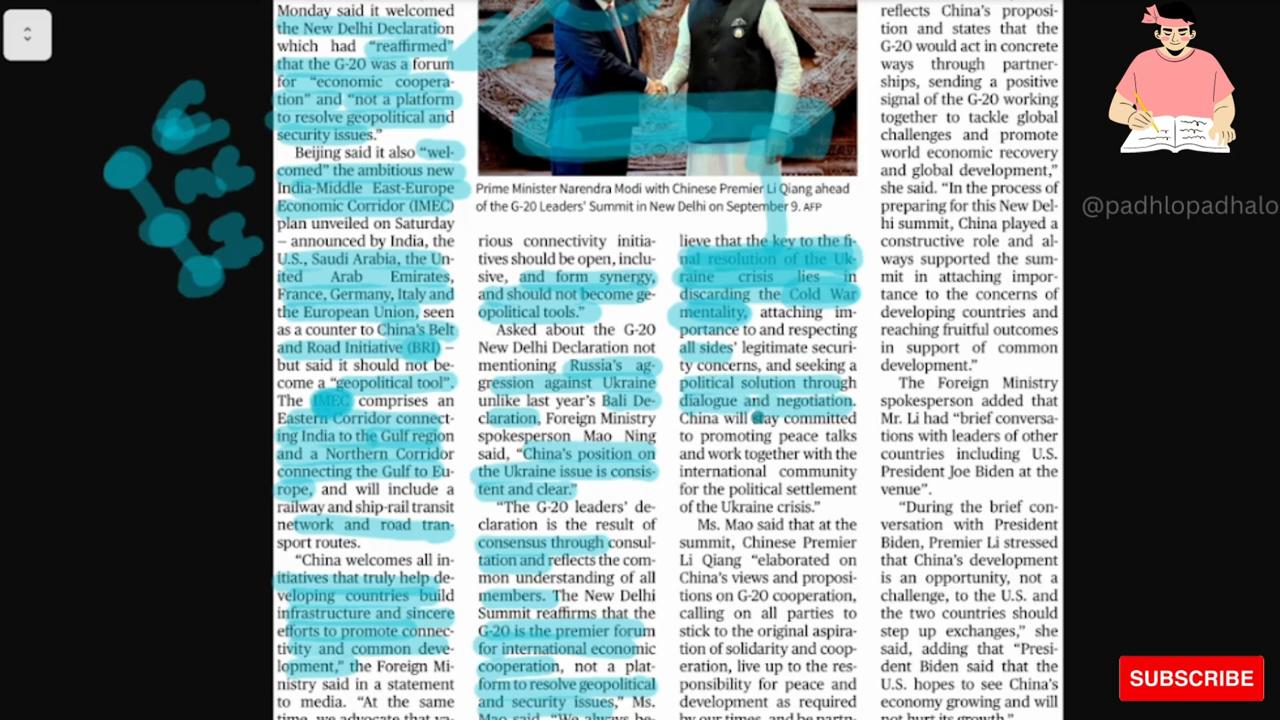 Monday said it welcomed
the New Delhi Declaration
which had “reaffirmed”
that the G-20 was a forum
for “economic coopera-
tion” and “not a platform
to resolve geopolitical and
security issues.”
Beijing said it also “wel-
comed” the ambitious new
India-Middle East-Europe
Economic Corridor (IMEC)
plan unveiled on Saturday
– announced by India, the
U.S., Saudi Arabia, the Un-
ited Arab Emirates,
France, Germany, Italy and
the European Union, seen
as a counter to China’s Belt
and Road Initiative (BRI) –
but said it should not be-
come a “geopolitical tool”.
The IMEC comprises an
Eastern Corridor connect-
ing India to the Gulf region
and a Northern Corridor
connecting the Gulf to Eu-
rope, and will include a
railway and ship-rail transit
network and road tran-
sport routes.
“China welcomes all in-
itiatives that truly help de-
veloping countries build
infrastructure and sincere
efforts to promote connec-
tivity and common deve-
lopment,” the Foreign Mi-
nistry said in a statement
to media. “At the same
time, we advocate that va-
Prime Minister Narendra Modi with Chinese Premier Li Qiang ahead
of the G-20 Leaders’ Summit in New Delhi on September 9. AFP
rious connectivity initia-
tives should be open, inclu-
sive, and form synergy,
and should not become ge-
opolitical tools.”
Asked about the G-20
New Delhi Declaration not
mentioning Russia’s ag-
gression against Ukraine
unlike last year’s Bali De-
claration, Foreign Ministry
spokesperson Mao Ning
said, “China’s position on
the Ukraine issue is consis-
tent and clear.”
“The G-20 leaders’ de-
claration is the result of
consensus through consul-
tation and reflects the com-
mon understanding of all
members. The New Delhi
Summit reaffirms that the
G-20 is the premier forum
for international economic
cooperation, not a plat-
form to resolve geopolitical
and security issues,” Ms.
Mao said. “We always be-
lieve that the key to the fi-
nal resolution of the Uk-
raine crisis lies in
discarding the Cold War
mentality, attaching im-
portance to and respecting
all sides’ legitimate securi-
ty concerns, and seeking a
political solution through
dialogue and negotiation.
China will stay committed
to promoting peace talks
and work together with the
international community
for the political settlement
of the Ukraine crisis.”
Ms. Mao said that at the
summit, Chinese Premier
Li Qiang “elaborated on
China’s views and proposi-
tions on G-20 cooperation,
calling on all parties to
stick to the original aspira-
tion of solidarity and coop-
eration, live up to the res-
ponsibility for peace and
development as required
by our times, and be partn-
reflects China’s proposi-
tion and states that the
G-20 would act in concrete
ways through partner-
ships, sending a positive
signal of the G-20 working
together to tackle global
challenges and promote
world economic recovery
and global development,”
she said. “In the process of
preparing for this New Del-
hi summit, China played a
constructive role and al-
ways supported the sum-
mit in attaching impor-
tance to the concerns of
developing countries and
reaching fruitful outcomes
in support of common
development.”
The Foreign Ministry
spokesperson added that
Mr. Li had “brief conversa-
tions with leaders of other
countries including U.S.
President Joe Biden at the
venue”.
“During the brief con-
versation with President
Biden, Premier Li stressed
that China’s development
is an opportunity, not a
challenge, to the U.S. and
the two countries should
step up exchanges,” she
said, adding that “Presi-
dent Biden said that the
U.S. hopes to see China’s
economy growing and will
not hurt its growth.”
@padhlopadhalo
SUBSCRIBE